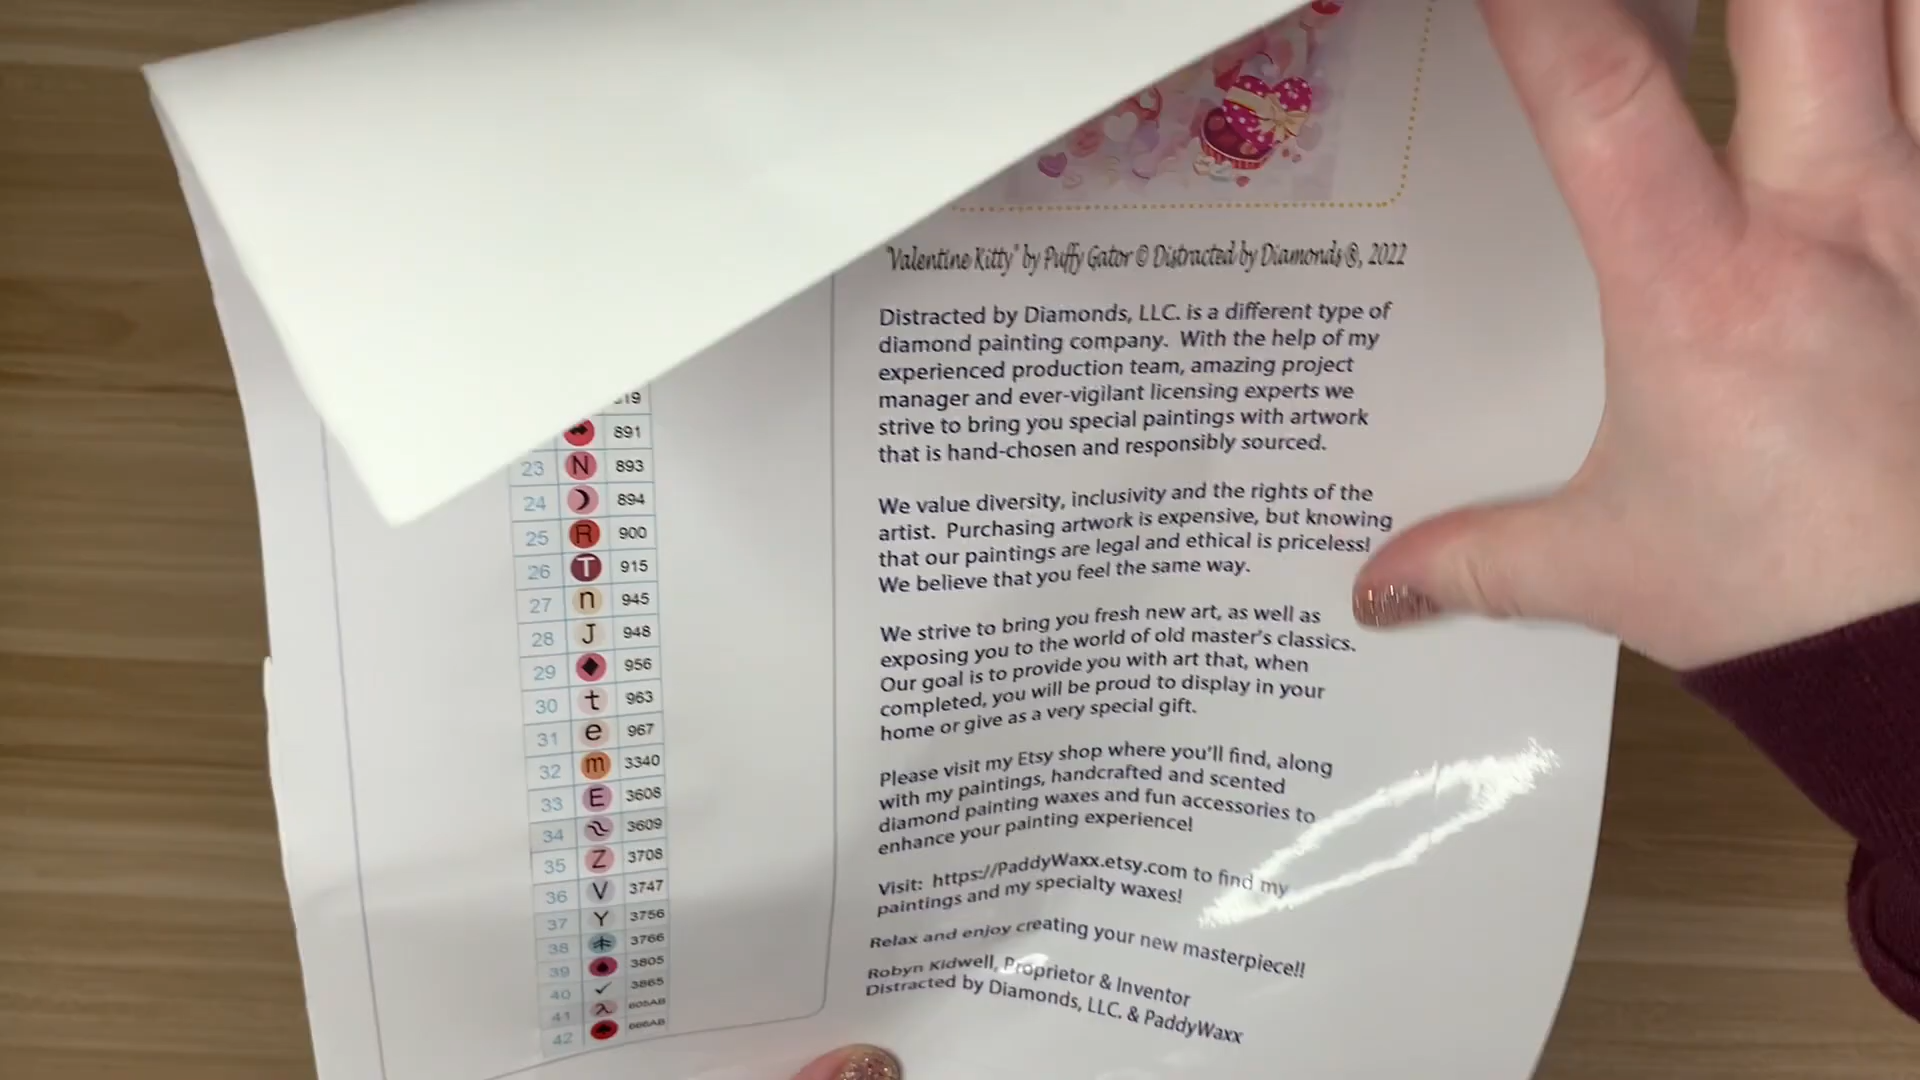 819
891
23 N 893
24 894
25 R 900
26 T 915
27 n 945
28 J 948
29 956
30 t 963
31 e 967
32 m 3340
33 E 3608
34 3609
35 Z 3708
36 V 3747
37 Y 3756
38 3766
39 3805
40 ✓ 3865
41 λ 605AB
42 666AB
"Valentine Kitty" by Puffy Gator © Distracted by Diamonds ®, 2022
Distracted by Diamonds, LLC. is a different type of
diamond painting company. With the help of my
experienced production team, amazing project
manager and ever-vigilant licensing experts we
strive to bring you special paintings with artwork
that is hand-chosen and responsibly sourced.
We value diversity, inclusivity and the rights of the
artist. Purchasing artwork is expensive, but knowing
that our paintings are legal and ethical is priceless!
We believe that you feel the same way.
We strive to bring you fresh new art, as well as
exposing you to the world of old master's classics.
Our goal is to provide you with art that, when
completed, you will be proud to display in your
home or give as a very special gift.
Please visit my Etsy shop where you'll find, along
with my paintings, handcrafted and scented
diamond painting waxes and fun accessories to
enhance your painting experience!
Visit: https://PaddyWaxx.etsy.com to find my
paintings and my specialty waxes!
Relax and enjoy creating your new masterpiece!!
Robyn Kidwell, Proprietor & Inventor
Distracted by Diamonds, LLC. & PaddyWaxx